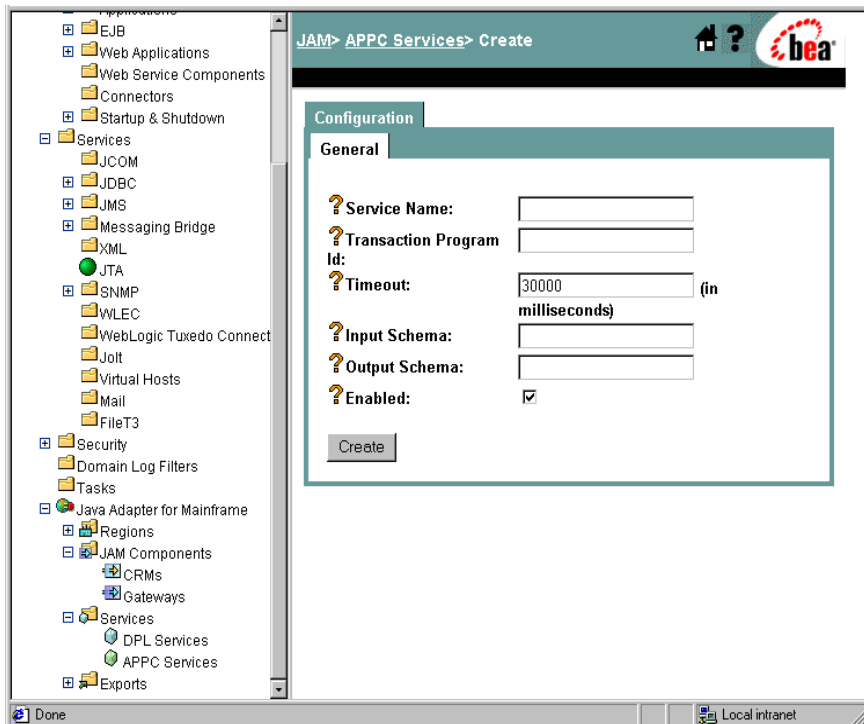 Applications
EJB
Web Applications
Web Service Components
Connectors
Startup & Shutdown
Services
JCOM
JDBC
JMS
Messaging Bridge
XML
JTA
SNMP
WLEC
WebLogic Tuxedo Connect
Jolt
Virtual Hosts
Mail
FileT3
Security
Domain Log Filters
Tasks
Java Adapter for Mainframe
Regions
JAM Components
CRMs
Gateways
Services
DPL Services
APPC Services
Exports
JAM> APPC Services> Create
?
bea
Configuration
General
? Service Name:
? Transaction Program
Id:
? Timeout: 30000 (in
milliseconds)
? Input Schema:
? Output Schema:
? Enabled:
Create
Done
Local intranet